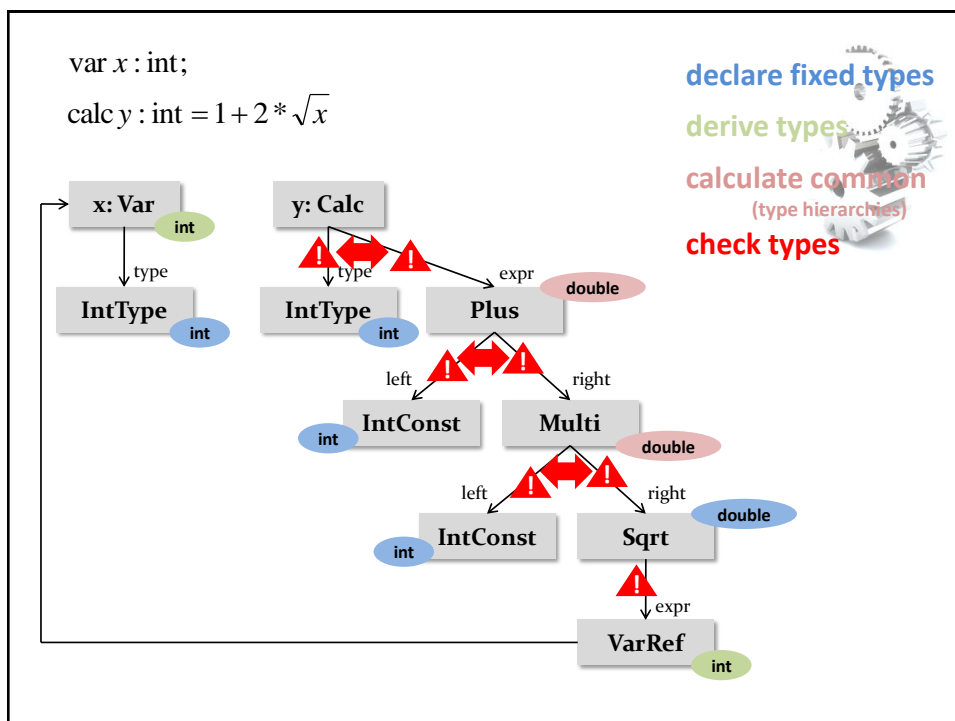 var x : int;
calc y : int = 1 + 2 * √x
declare fixed types
derive types
calculate common
(type hierarchies)
check types
x: Var
int
y: Calc
type
type
expr
IntType
int
IntType
int
Plus
double
left
right
IntConst
int
Multi
double
left
right
IntConst
int
Sqrt
double
expr
VarRef
int